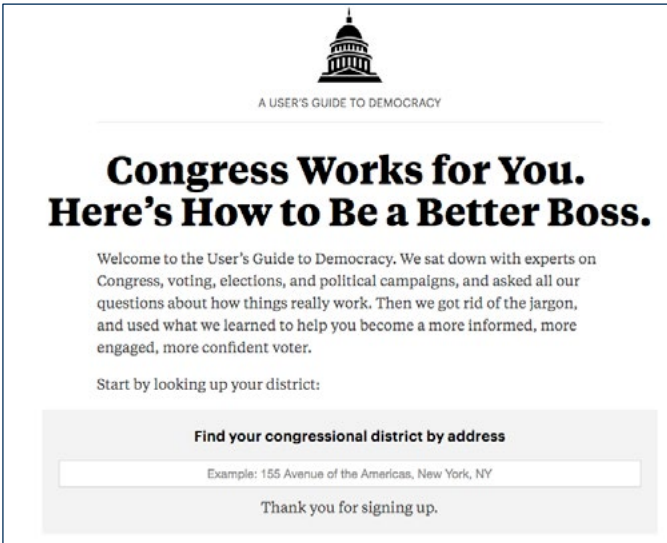 A USER'S GUIDE TO DEMOCRACY
Congress Works for You.
Here's How to Be a Better Boss.
Welcome to the User's Guide to Democracy. We sat down with experts on
Congress, voting, elections, and political campaigns, and asked all our
questions about how things really work. Then we got rid of the jargon,
and used what we learned to help you become a more informed, more
engaged, more confident voter.
Start by looking up your district:
Find your congressional district by address
Example: 155 Avenue of the Americas, New York, NY
Thank you for signing up.